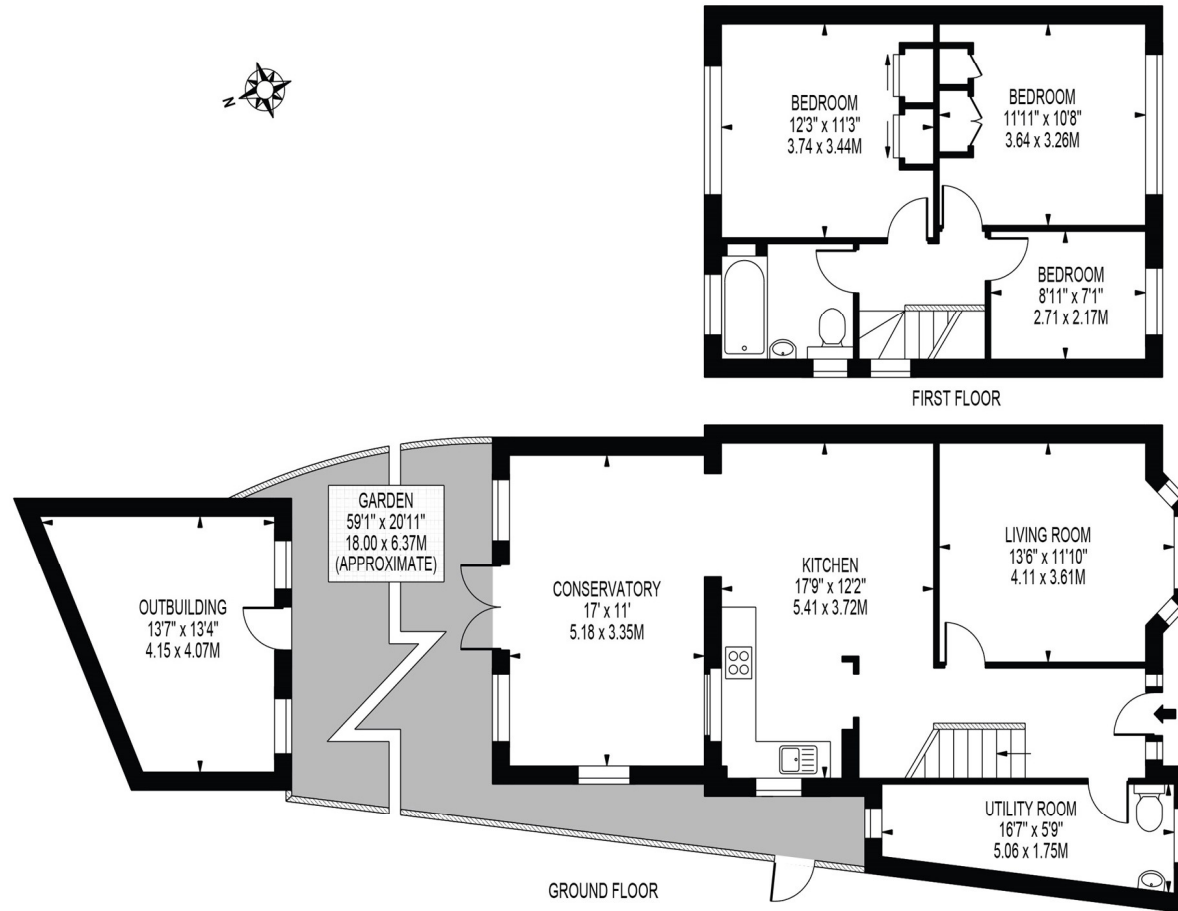 N
BEDROOM
12'3" x 11'3"
3.74 x 3.44M
BEDROOM
11'11" x 10'8"
3.64 x 3.26M
BEDROOM
8'11" x 7'1"
2.71 x 2.17M
FIRST FLOOR
GARDEN
59'1" x 20'11"
18.00 x 6.37M
(APPROXIMATE)
OUTBUILDING
13'7" x 13'4"
4.15 x 4.07M
CONSERVATORY
17' x 11'
5.18 x 3.35M
KITCHEN
17'9" x 12'2"
5.41 x 3.72M
LIVING ROOM
13'6" x 11'10"
4.11 x 3.61M
UTILITY ROOM
16'7" x 5'9"
5.06 x 1.75M
GROUND FLOOR